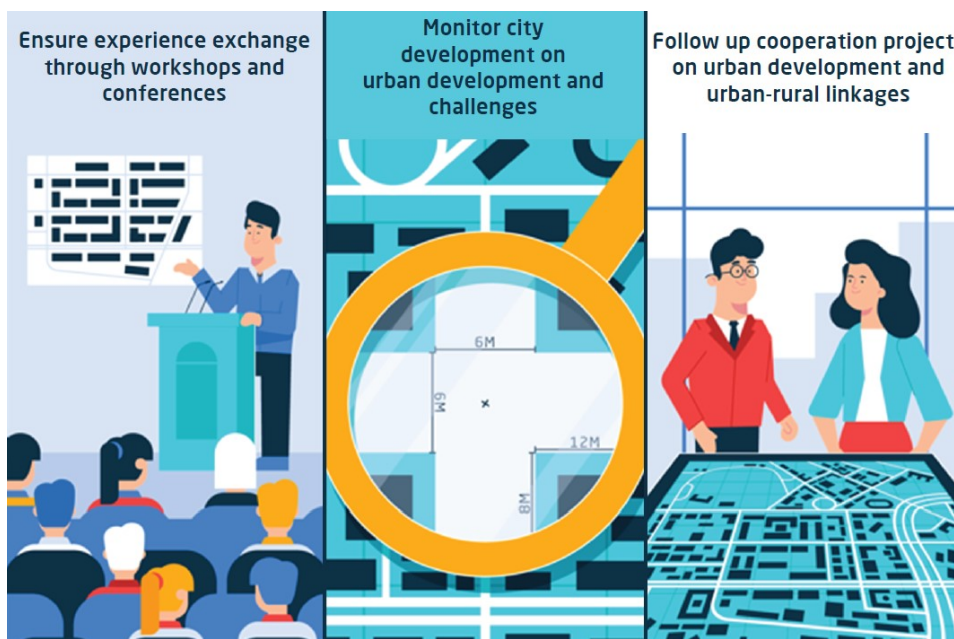 Ensure experience exchange
through workshops and
conferences
Monitor city
development on
urban development and
challenges
Follow up cooperation project
on urban development and
urban-rural linkages
6M
6M
12M
8M